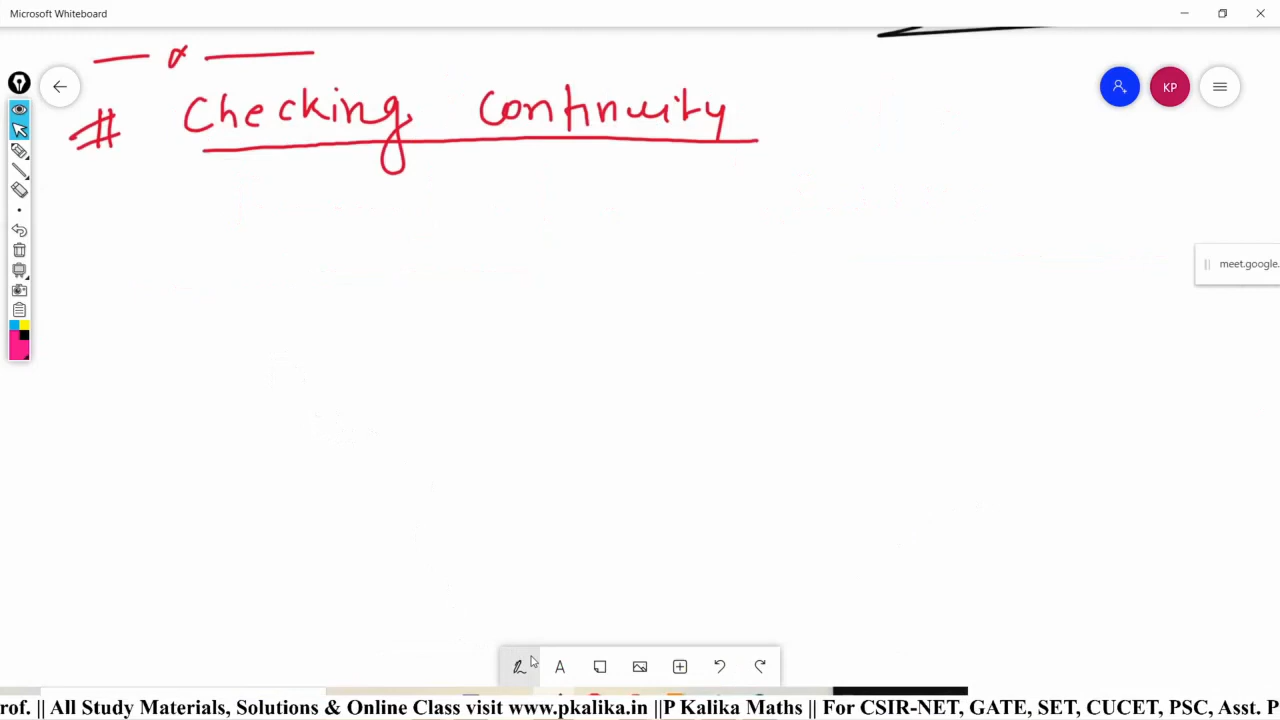 Microsoft Whiteboard
# Checking Continuity
KP
meet.google.
A
rof. || All Study Materials, Solutions & Online Class visit www.pkalika.in ||P Kalika Maths || For CSIR-NET, GATE, SET, CUCET, PSC, Asst. P